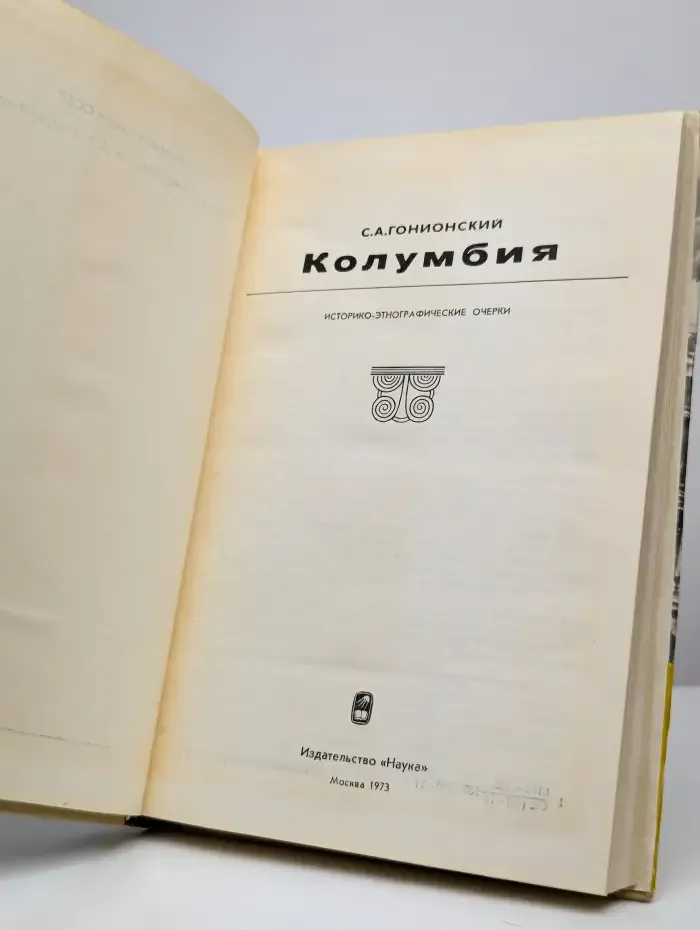 С.А.ГОНИОНСКИЙ
Колумбия
ИСТОРИКО-ЭТНОГРАФИЧЕСКИЕ ОЧЕРКИ
Издательство «Наука»
Москва 1973